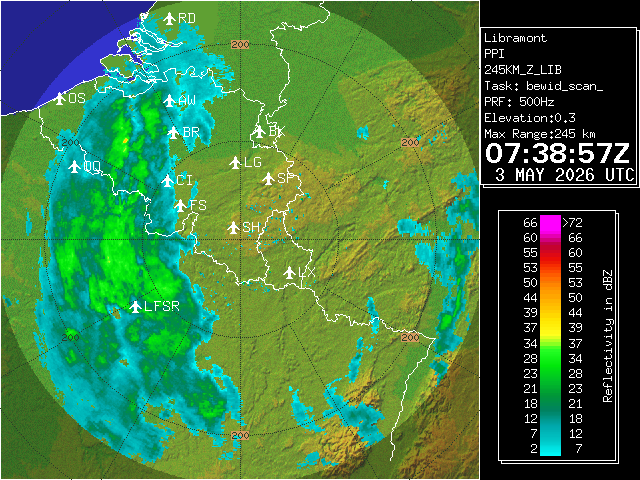 Libramont
PPI
245KM_Z_LIB
Task: bewid_scan_
PRF: 500Hz
Elevation:0.3
Max Range:245 km
07:38:57Z
3 MAY 2026 UTC
RD
200
OS
AW
BR
BK
200
200
QQ
LG
CI
SP
FS
SH
LX
LFSR
200
200
200
66 >72
60 66
55 60
53 55
50 53
44 50
39 44
37 39
34 37
28 34
23 28
21 23
18 21
12 18
7 12
2 7
Reflectivity in dBZ